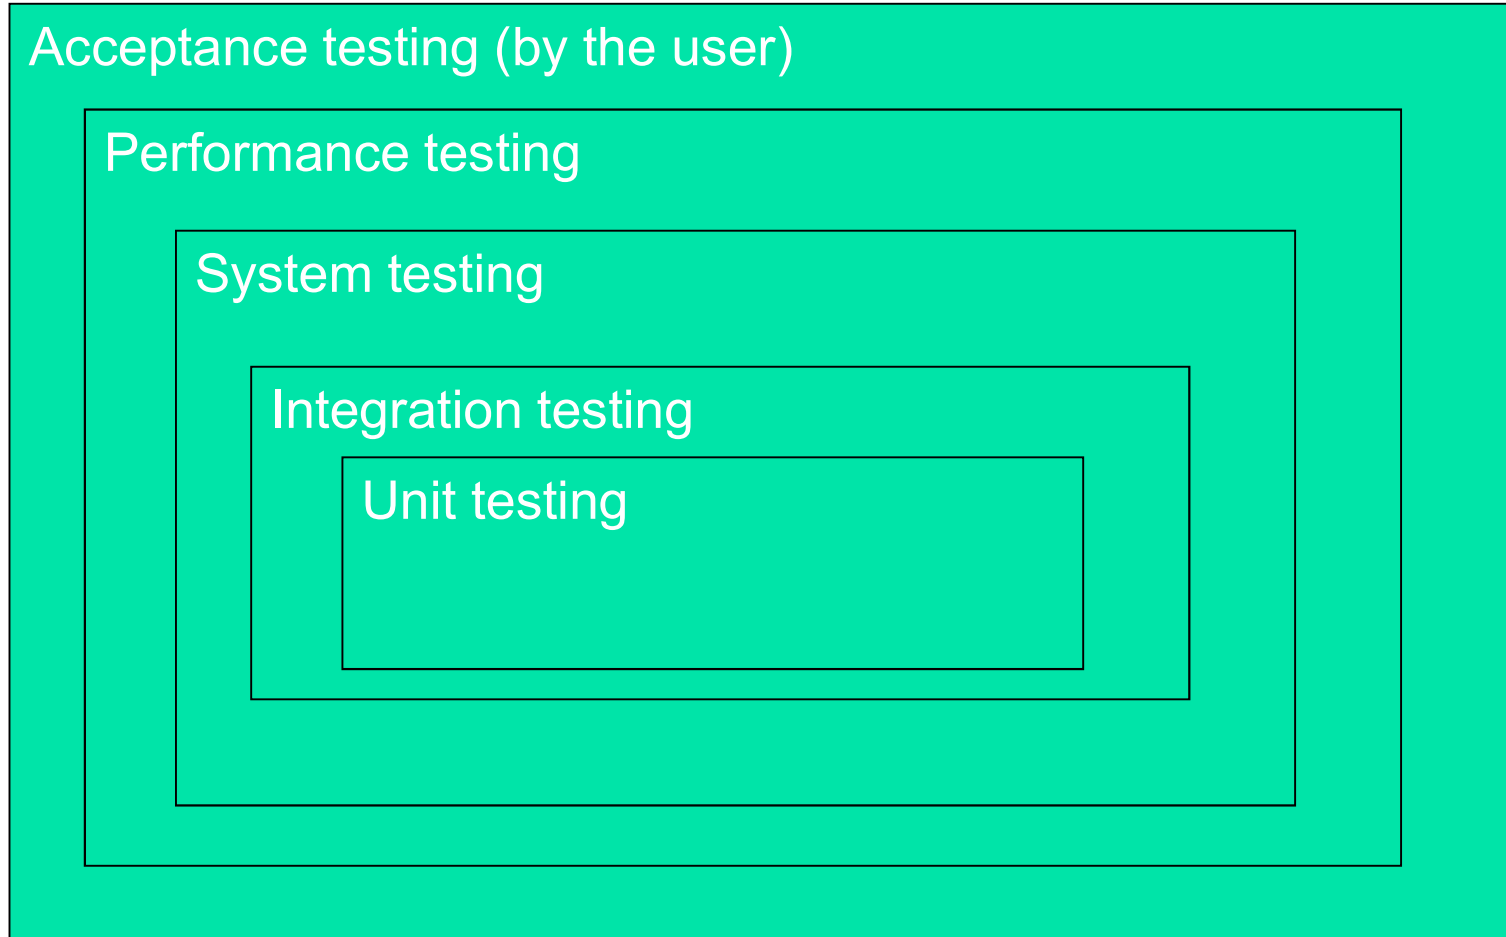 Acceptance testing (by the user)
Performance testing
System testing
Integration testing
Unit testing